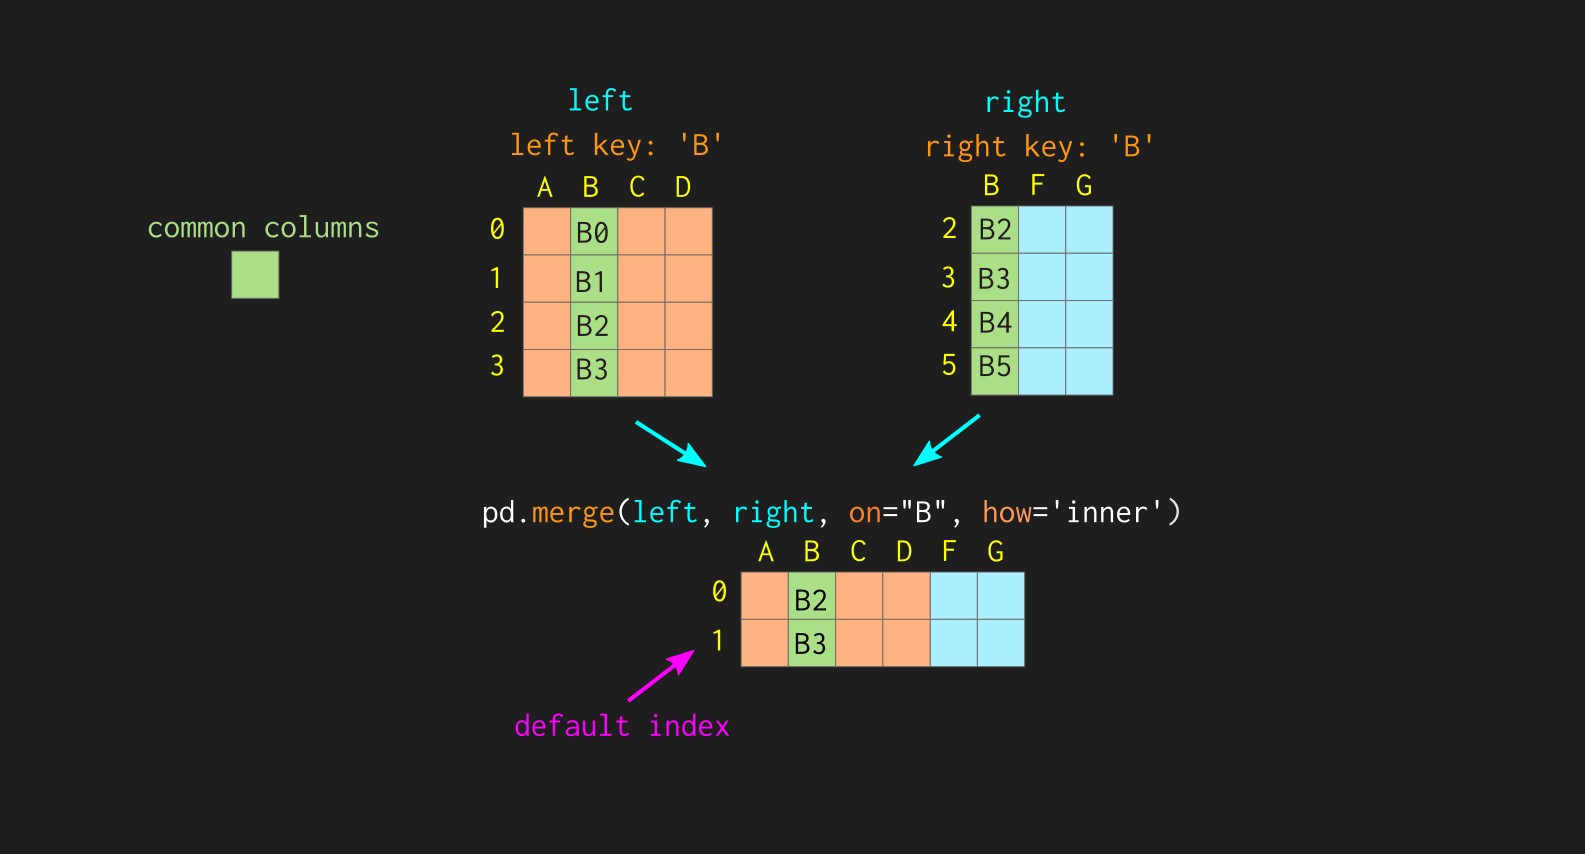 left
right
left key: 'B'
right key: 'B'
A B C D
B F G
common columns
0 B0
1 B1
2 B2
3 B3
2 B2
3 B3
4 B4
5 B5
pd.merge(left, right, on="B", how='inner')
A B C D F G
0 B2
1 B3
default index